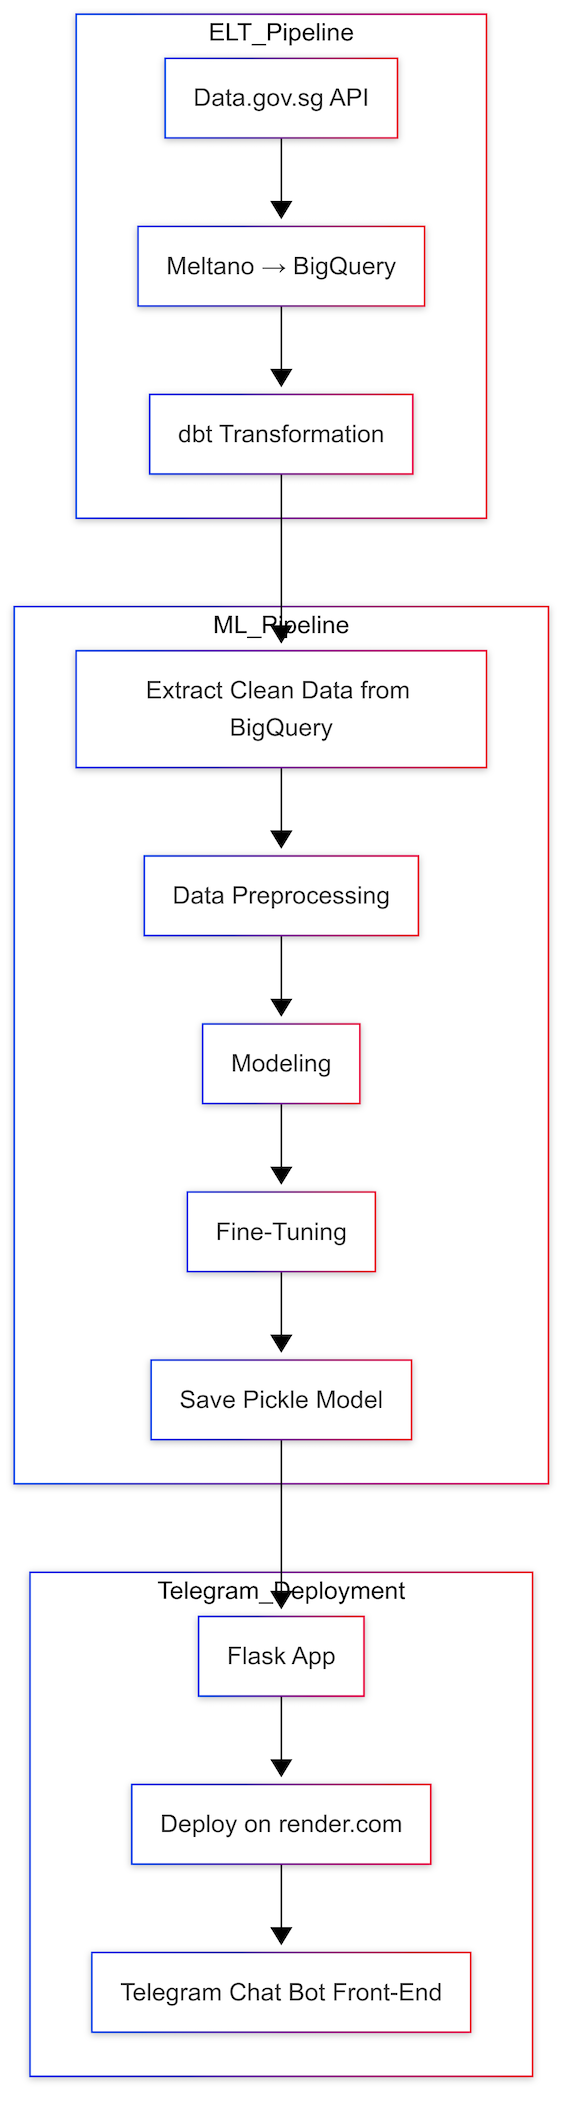 ELT_Pipeline
Data.gov.sg API
Meltano → BigQuery
dbt Transformation
ML_Pipeline
Extract Clean Data from
BigQuery
Data Preprocessing
Modeling
Fine-Tuning
Save Pickle Model
Telegram_Deployment
Flask App
Deploy on render.com
Telegram Chat Bot Front-End